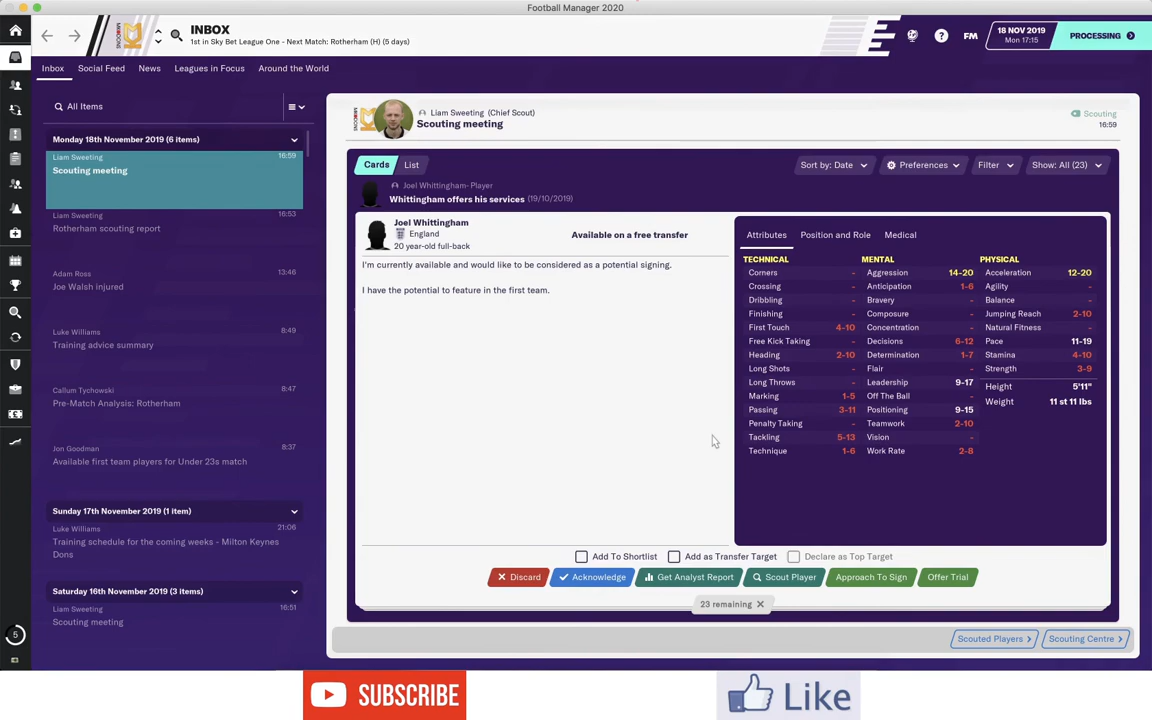 Football Manager 2020
INBOX
1st in Sky Bet League One - Next Match: Rotherham (H) (5 days)
FM
18 NOV 2019
Mon 17:15
PROCESSING
Inbox Social Feed News Leagues in Focus Around the World
All Items
Monday 18th November 2019 (6 items)
Liam Sweeting 16:59
Scouting meeting
Liam Sweeting 16:53
Rotherham scouting report
Adam Ross 13:46
Joe Walsh injured
Luke Williams 8:49
Training advice summary
Callum Tychowski 8:47
Pre-Match Analysis: Rotherham
Jon Goodman 8:37
Available first team players for Under 23s match
Sunday 17th November 2019 (1 item)
Luke Williams 21:06
Training schedule for the coming weeks - Milton Keynes
Dons
Saturday 16th November 2019 (3 items)
Liam Sweeting 16:51
Scouting meeting
5
Liam Sweeting (Chief Scout)
Scouting meeting
Scouting
16:59
Cards List
Sort by: Date Preferences Filter Show: All (23)
Joel Whittingham- Player
Whittingham offers his services (19/10/2019)
Joel Whittingham
England
20 year-old full-back
Available on a free transfer
I'm currently available and would like to be considered as a potential signing.
I have the potential to feature in the first team.
Attributes Position and Role Medical
TECHNICAL MENTAL PHYSICAL
Corners - Aggression 14-20 Acceleration 12-20
Crossing - Anticipation 1-6 Agility -
Dribbling - Bravery - Balance -
Finishing - Composure - Jumping Reach 2-10
First Touch 4-10 Concentration - Natural Fitness -
Free Kick Taking - Decisions 6-12 Pace 11-19
Heading 2-10 Determination 1-7 Stamina 4-10
Long Shots - Flair - Strength 3-9
Long Throws - Leadership 9-17 Height 5'11"
Marking 1-5 Off The Ball - Weight 11 st 11 lbs
Passing 3-11 Positioning 9-15
Penalty Taking - Teamwork 2-10
Tackling 5-13 Vision -
Technique 1-6 Work Rate 2-8
Add To Shortlist Add as Transfer Target Declare as Top Target
Discard Acknowledge Get Analyst Report Scout Player Approach To Sign Offer Trial
23 remaining
Scouted Players Scouting Centre
SUBSCRIBE Like